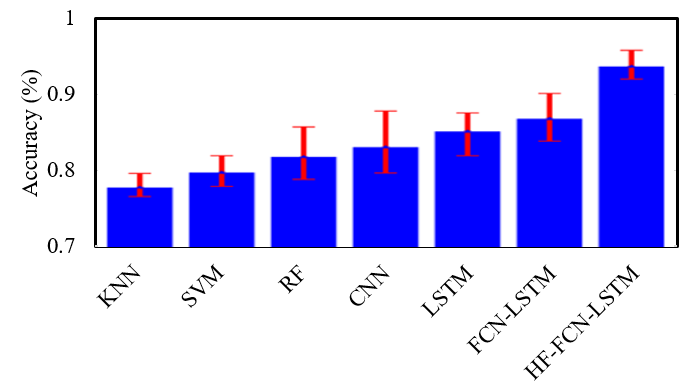 1
0.9
0.8
0.7
Accuracy (%)
KNN
SVM
RF
CNN
LSTM
FCN-LSTM
HF-FCN-LSTM